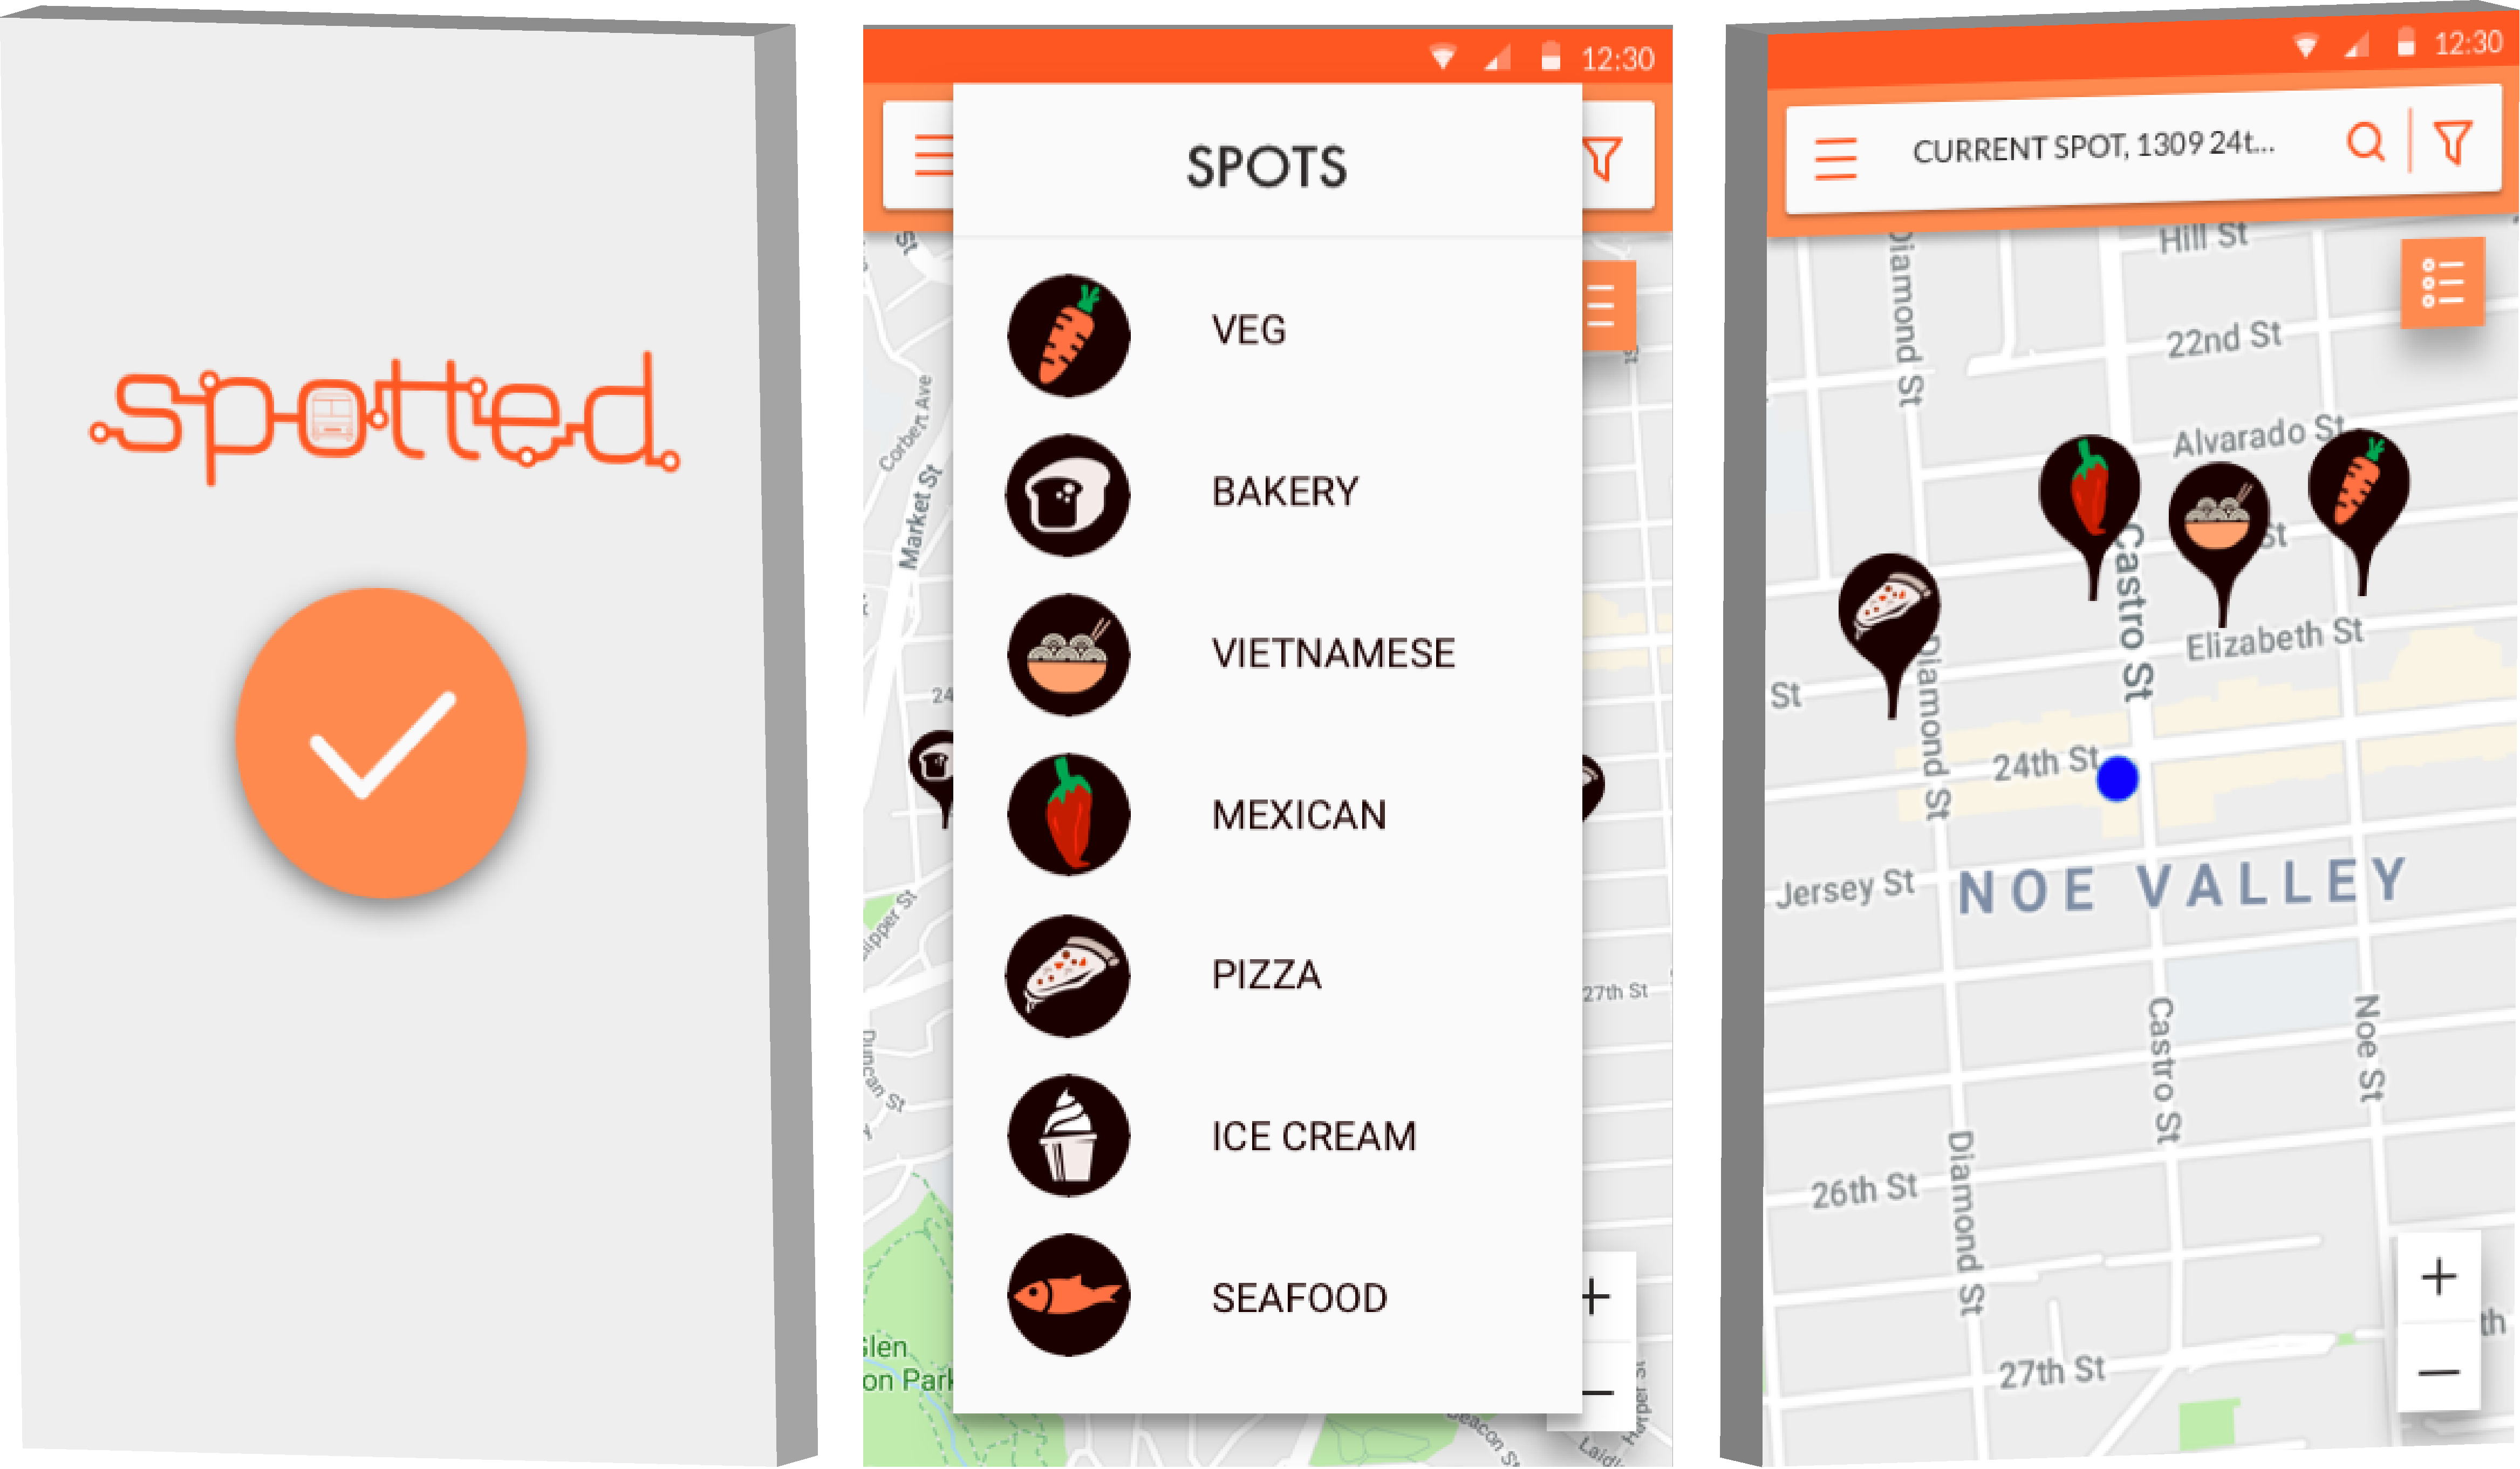 spotted
12:30
SPOTS
VEG
BAKERY
VIETNAMESE
MEXICAN
PIZZA
ICE CREAM
SEAFOOD
St
Corbett Ave
Market St
24
Duncan St
Glen
on Park
27th St
+
−
Beacon St
Harper St
12:30
CURRENT SPOT, 1309 24t...
Hill St
Diamond St
22nd St
Alvarado St
St
Castro St
Elizabeth St
St
Diamond St
24th St
Jersey St
NOE VALLEY
Castro St
Noe St
26th St
Diamond St
27th St
th
+
−